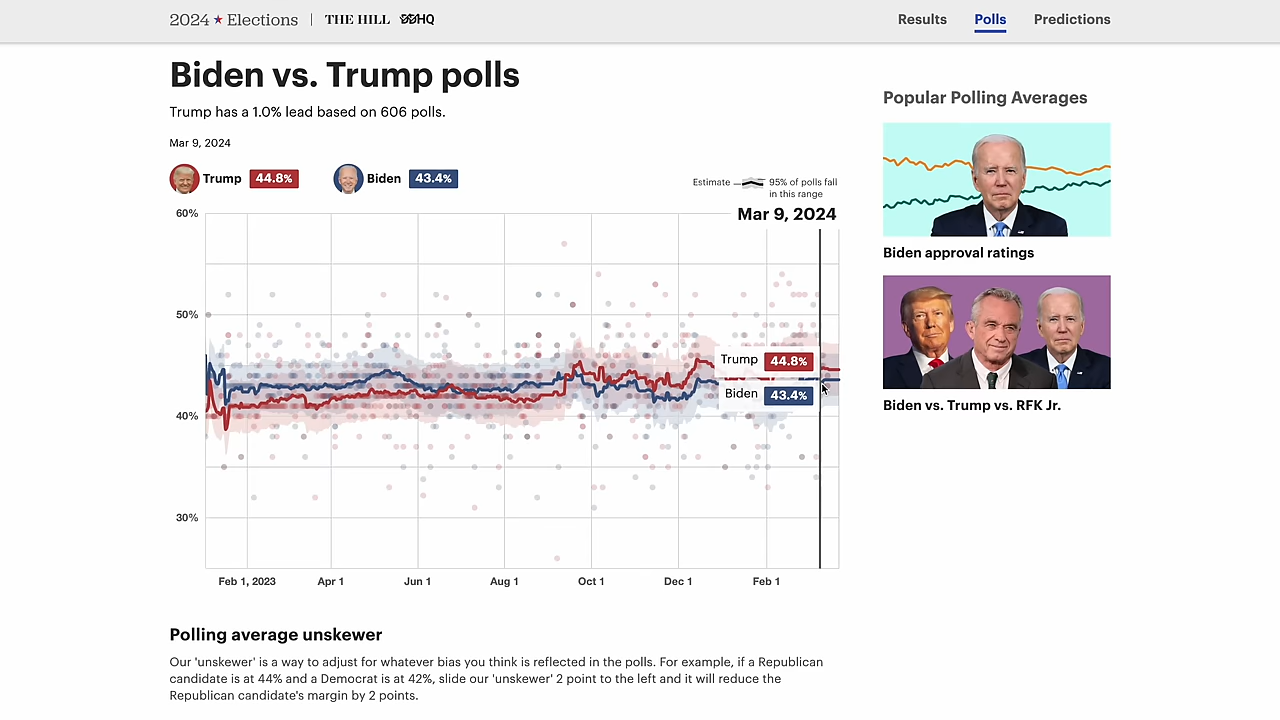 2024 ★ Elections | THE HILL DDHQ
Results Polls Predictions
Biden vs. Trump polls
Trump has a 1.0% lead based on 606 polls.
Mar 9, 2024
Trump 44.8% Biden 43.4%
Estimate 95% of polls fall
in this range
Mar 9, 2024
60%
50%
Trump 44.8%
Biden 43.4%
40%
30%
Feb 1, 2023 Apr 1 Jun 1 Aug 1 Oct 1 Dec 1 Feb 1
Polling average unskewer
Our 'unskewer' is a way to adjust for whatever bias you think is reflected in the polls. For example, if a Republican
candidate is at 44% and a Democrat is at 42%, slide our 'unskewer' 2 point to the left and it will reduce the
Republican candidate's margin by 2 points.
Popular Polling Averages
Biden approval ratings
Biden vs. Trump vs. RFK Jr.